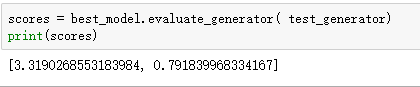 scores = best_model.evaluate_generator( test_generator)
print(scores)
[3.3190268553183984, 0.791839968334167]